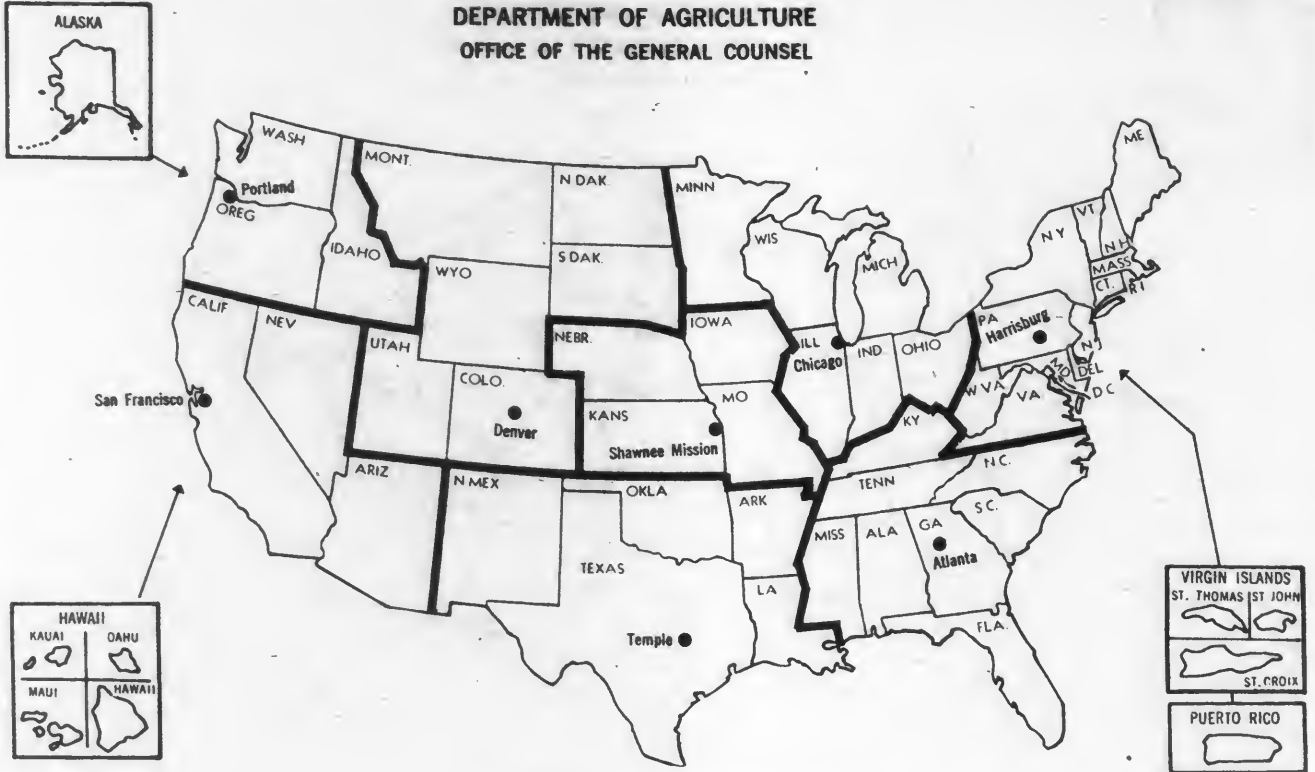 DEPARTMENT OF AGRICULTURE
OFFICE OF THE GENERAL COUNSEL
ALASKA
WASH
Portland
OREG
IDAHO
MONT.
N DAK.
S DAK.
WYO
MINN
WIS
MICH
ME
VT.
N H
N Y
MASS
CT.
R I
CALIF
NEV
UTAH
COLO.
Denver
San Francisco
NEBR.
KANS
Shawnee Mission
IOWA
MO
ILL
Chicago
IND.
OHIO
PA
Harrisburg
N J
MD
DEL
D C
W VA
VA
KY
ARIZ
N MEX
OKLA
TEXAS
Temple
ARK
LA
TENN
N.C.
S C.
MISS
ALA
GA
Atlanta
FLA.
HAWAII
KAUAI
OAHU
MAUI
HAWAII
VIRGIN ISLANDS
ST. THOMAS
ST JOHN
ST. CROIX
PUERTO RICO